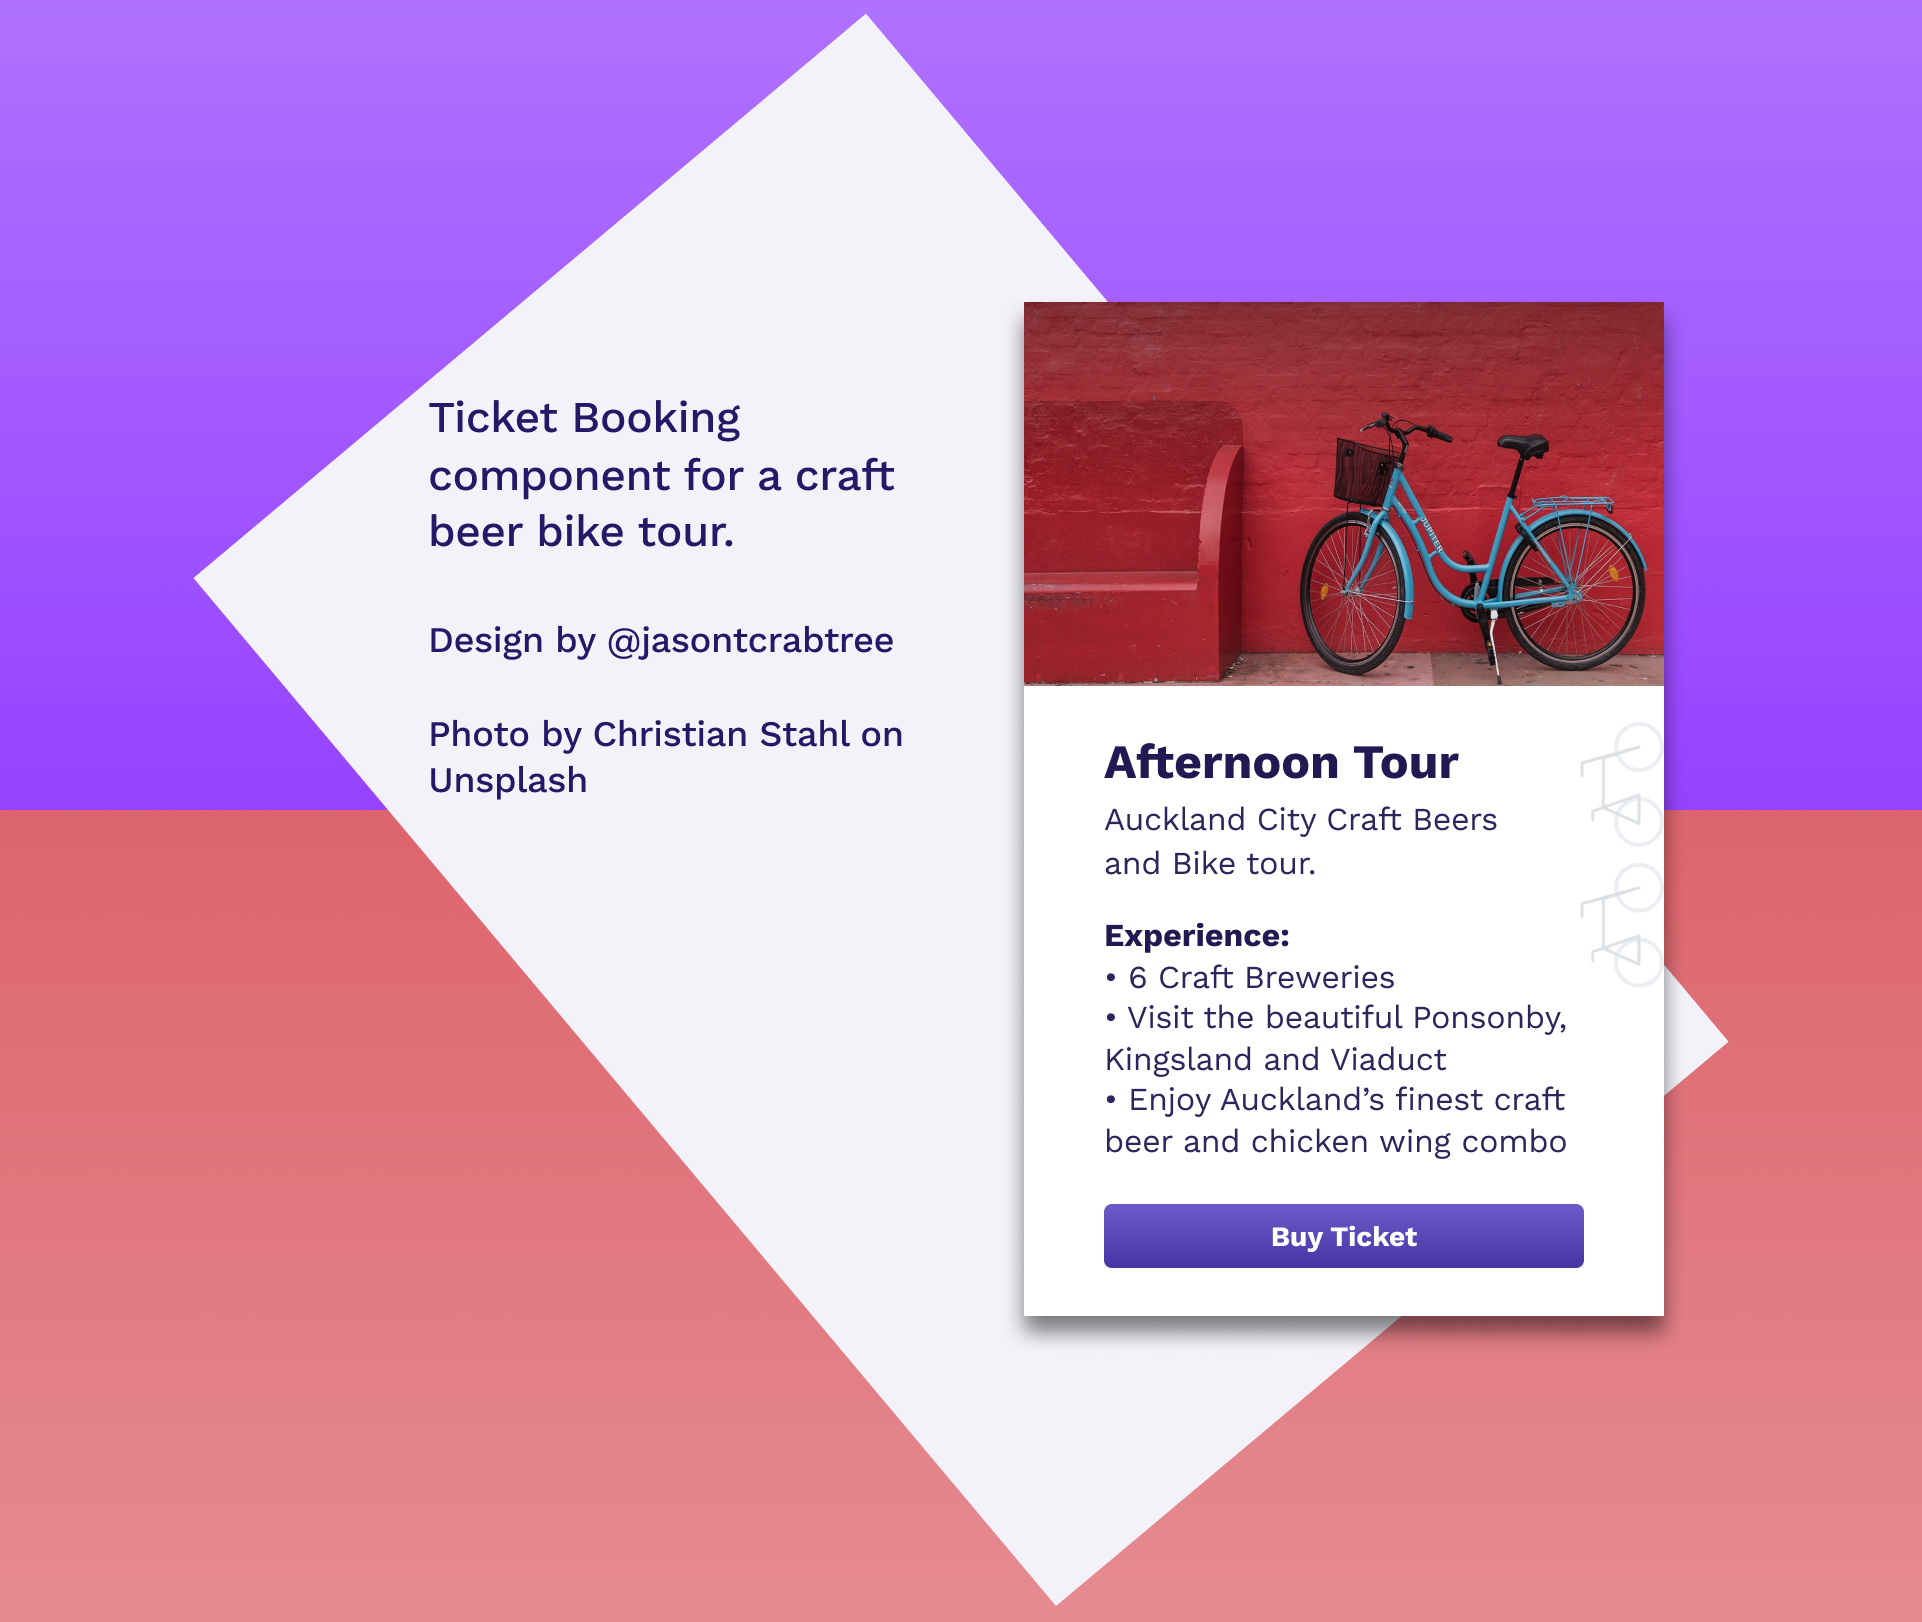 Ticket Booking
component for a craft
beer bike tour.
Design by @jasontcrabtree
Photo by Christian Stahl on
Unsplash
JUPITER
Afternoon Tour
Auckland City Craft Beers
and Bike tour.
Experience:
• 6 Craft Breweries
• Visit the beautiful Ponsonby,
Kingsland and Viaduct
• Enjoy Auckland’s finest craft
beer and chicken wing combo
Buy Ticket